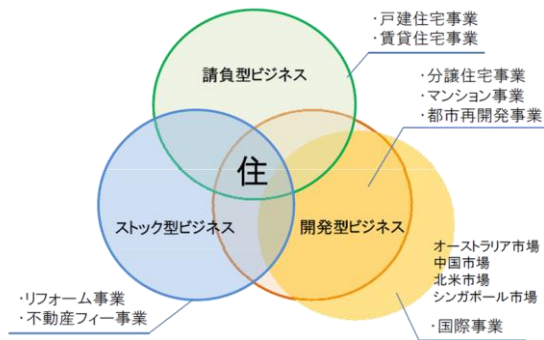 ・戸建住宅事業
・賃貸住宅事業
請負型ビジネス
・分譲住宅事業
・マンション事業
・都市再開発事業
住
ストック型ビジネス
開発型ビジネス
オーストラリア市場
中国市場
北米市場
シンガポール市場
・リフォーム事業
・不動産フィー事業
・国際事業